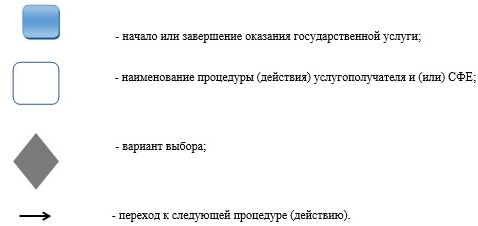 - начало или завершение оказания государственной услуги;
- наименование процедуры (действия) услугополучателя и (или) СФЕ;
- вариант выбора;
- переход к следующей процедуре (действию).